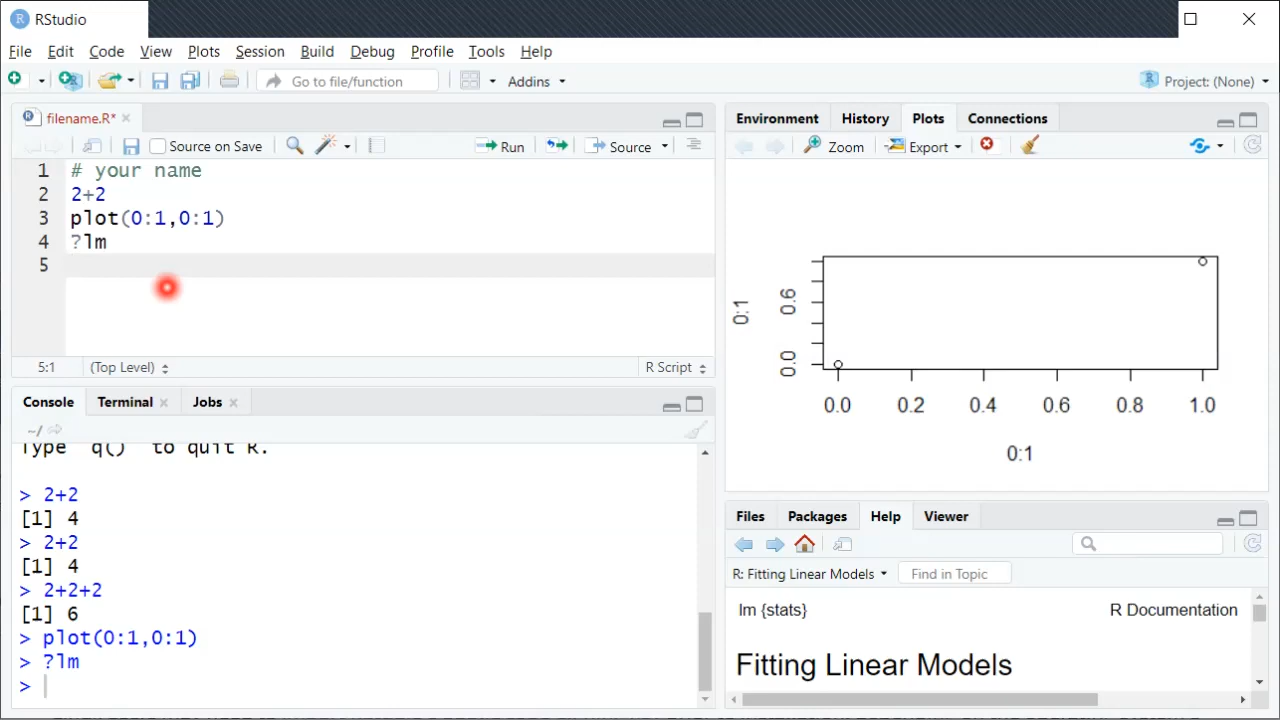 RStudio
File Edit Code View Plots Session Build Debug Profile Tools Help
Go to file/function Addins Project: (None)
filename.R*
Source on Save Run Source
1 # your name
2 2+2
3 plot(0:1,0:1)
4 ?lm
5
5:1 (Top Level) R Script
Console Terminal Jobs
~/
Type q() to quit R.
> 2+2
[1] 4
> 2+2
[1] 4
> 2+2+2
[1] 6
> plot(0:1,0:1)
> ?lm
>
Environment History Plots Connections
Zoom Export
0:1
0.0 0.6
0.0 0.2 0.4 0.6 0.8 1.0
0:1
Files Packages Help Viewer
R: Fitting Linear Models Find in Topic
lm {stats} R Documentation
Fitting Linear Models